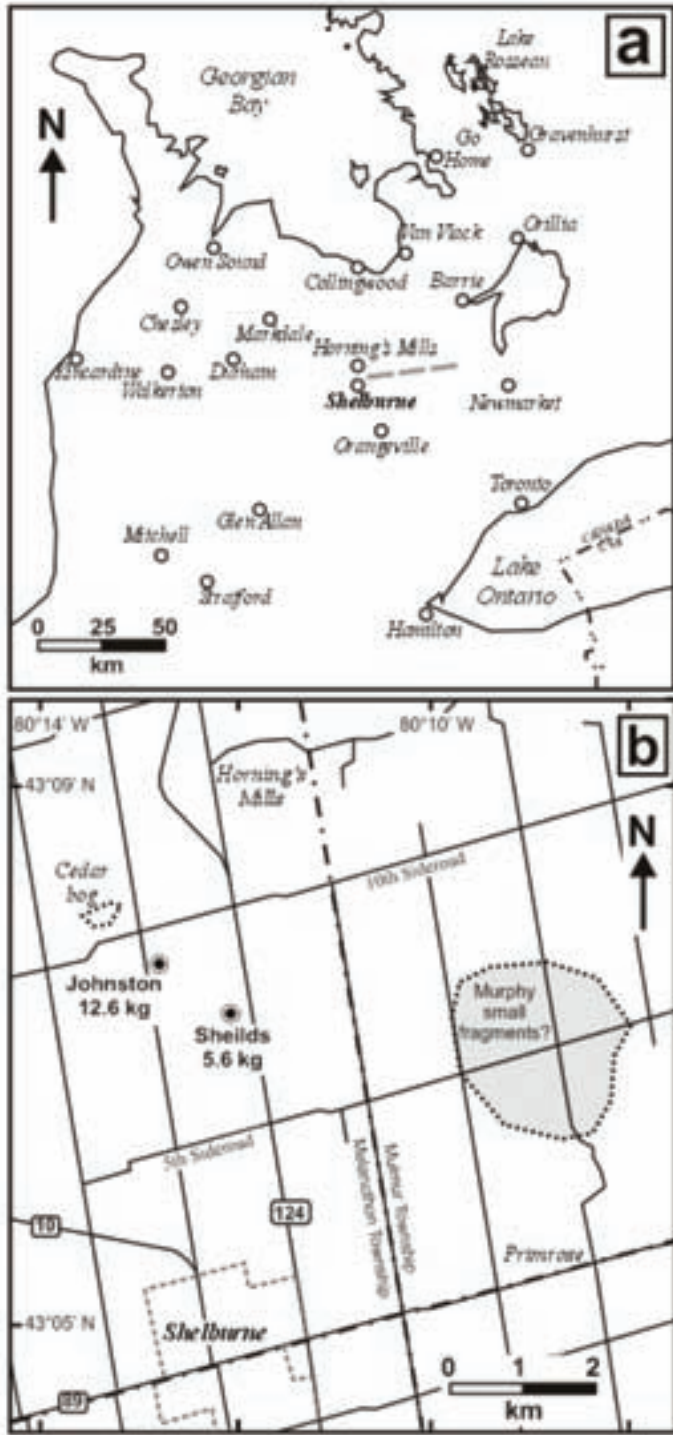 a
Georgian
Bay
Lake
Rosseau
N
Go
Home
Gravenhurst
Owen Sound
Collingwood
Van Vlack
Orillia
Barrie
Chesley
Markdale
Horning's Mills
Kincardine
Walkerton
Durham
Shelburne
Newmarket
Orangville
Toronto
Glen Allan
Mitchell
Stratford
Lake
Ontario
Hamilton
0 25 50
km
b
80°14' W
80°10' W
43°09' N
Horning's
Mills
N
Cedar
bog
10th Sideroad
Johnston
12.6 kg
Sheilds
5.6 kg
Murphy
small
fragments?
5th Sideroad
10
124
Melancthon Township
Mulmur Township
Primrose
43°05' N
Shelburne
89
0 1 2
km